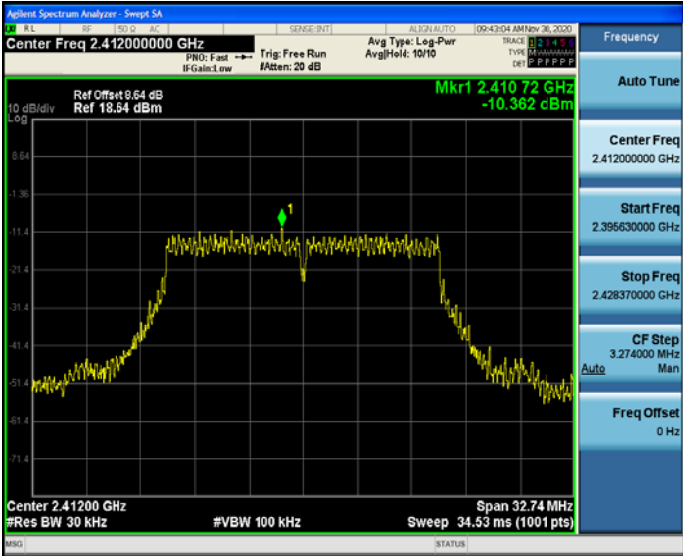 Agilent Spectrum Analyzer - Swept SA
RL RF 50 Ω AC SENSE:INT ALIGN AUTO 09:43:04 AM Nov 30, 2020
Center Freq 2.412000000 GHz
PNO: Fast
IFGain:Low
Trig: Free Run
#Atten: 20 dB
Avg Type: Log-Pwr
Avg|Hold: 10/10
TRACE 1 2 3 4 5 6
TYPE M
DET P P P P P P
Frequency
Ref Offset 8.64 dB
10 dB/div Ref 18.64 dBm
Log
Mkr1 2.410 72 GHz
-10.362 dBm
8.64
-1.36
-11.4
-21.4
-31.4
-41.4
-51.4
-61.4
-71.4
1
Auto Tune
Center Freq
2.412000000 GHz
Start Freq
2.395630000 GHz
Stop Freq
2.428370000 GHz
CF Step
3.274000 MHz
Auto Man
Freq Offset
0 Hz
Center 2.41200 GHz Span 32.74 MHz
#Res BW 30 kHz #VBW 100 kHz Sweep 34.53 ms (1001 pts)
MSG STATUS